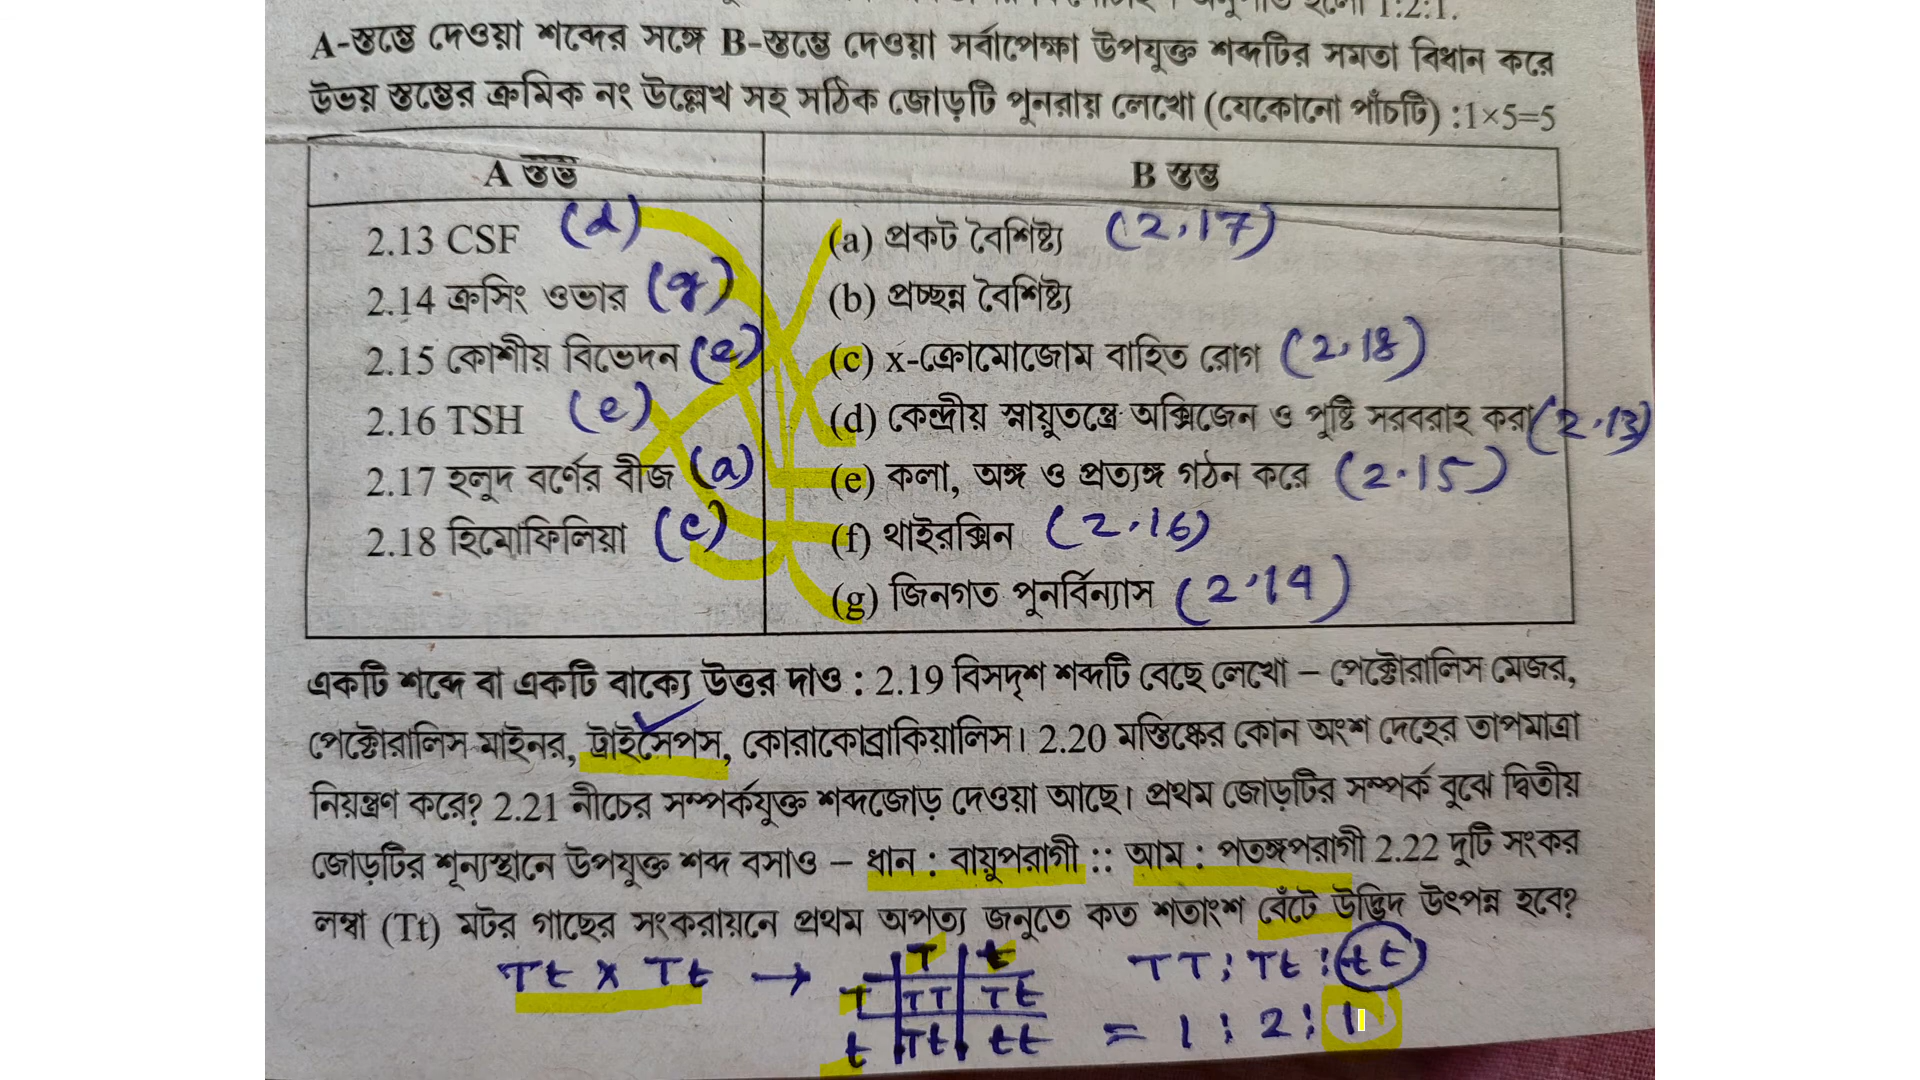 1:2:1.
A-স্তম্ভে দেওয়া শব্দের সঙ্গে B-স্তম্ভে দেওয়া সর্বাপেক্ষা উপযুক্ত শব্দটির সমতা বিধান করে
উভয় স্তম্ভের ক্রমিক নং উল্লেখ সহ সঠিক জোড়টি পুনরায় লেখো (যেকোনো পাঁচটি) :1×5=5
A স্তম্ভ B স্তম্ভ
2.13 CSF (d) (a) প্রকট বৈশিষ্ট্য (2.17)
2.14 ক্রসিং ওভার (g) (b) প্রচ্ছন্ন বৈশিষ্ট্য
2.15 কোশীয় বিভেদন (e) (c) x-ক্রোমোজোম বাহিত রোগ (2.18)
2.16 TSH (e) (d) কেন্দ্রীয় স্নায়ুতন্ত্রে অক্সিজেন ও পুষ্টি সরবরাহ করা (2.13)
2.17 হলুদ বর্ণের বীজ (a) (e) কলা, অঙ্গ ও প্রত্যঙ্গ গঠন করে (2.15)
2.18 হিমোফিলিয়া (c) (f) থাইরক্সিন (2.16)
(g) জিনগত পুনর্বিন্যাস (2.14)
একটি শব্দে বা একটি বাক্যে উত্তর দাও : 2.19 বিসদৃশ শব্দটি বেছে লেখো – পেক্টোরালিস মেজর,
পেক্টোরালিস মাইনর, ট্রাইসেপস, কোরাকোব্রাকিয়ালিস। 2.20 মস্তিষ্কের কোন অংশ দেহের তাপমাত্রা
নিয়ন্ত্রণ করে? 2.21 নীচের সম্পর্কযুক্ত শব্দজোড় দেওয়া আছে। প্রথম জোড়টির সম্পর্ক বুঝে দ্বিতীয়
জোড়টির শূন্যস্থানে উপযুক্ত শব্দ বসাও – ধান : বায়ুপরাগী :: আম : পতঙ্গপরাগী 2.22 দুটি সংকর
লম্বা (Tt) মটর গাছের সংকরায়নে প্রথম অপত্য জনুতে কত শতাংশ বেঁটে উদ্ভিদ উৎপন্ন হবে?
Tt x Tt → T t TT : Tt : tt
T TT Tt
t Tt tt = 1 : 2 : 1